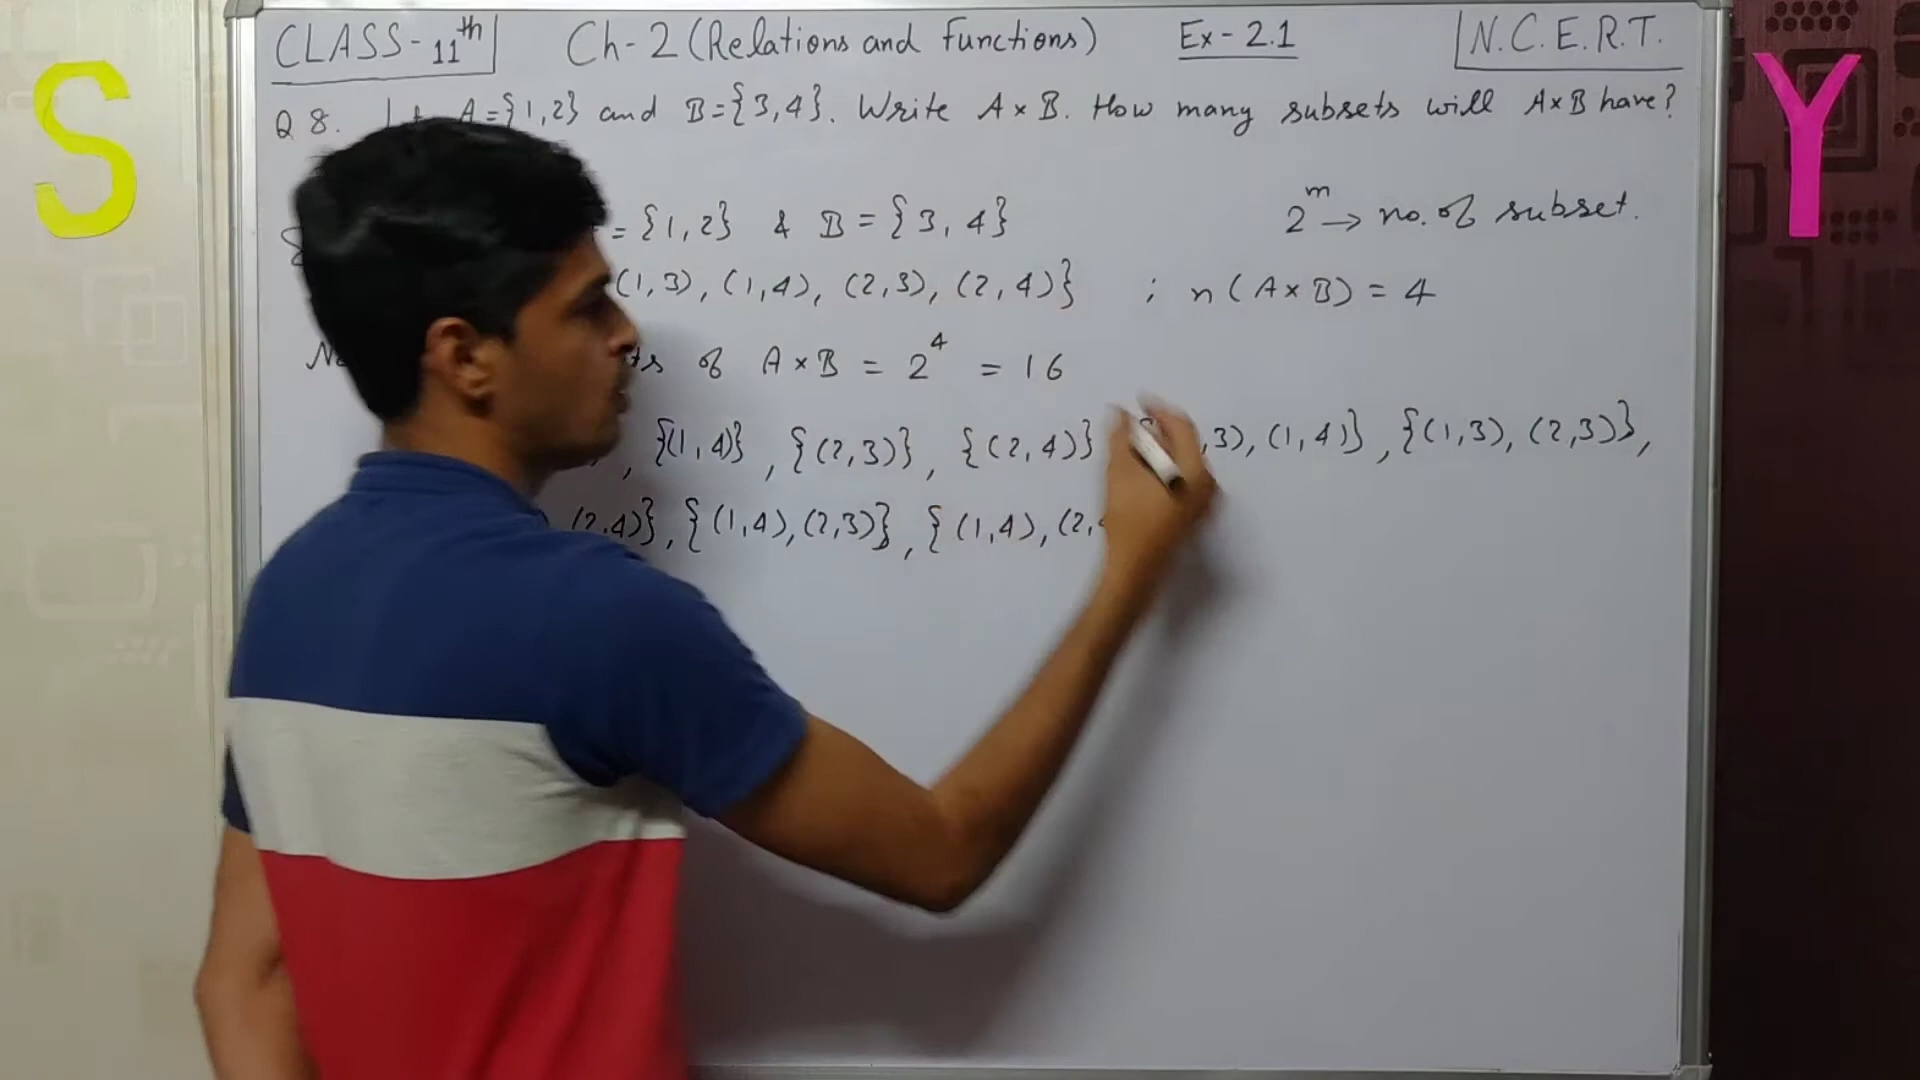 S
Y
CLASS-11th Ch-2 (Relations and Functions) Ex-2.1 N.C.E.R.T.
Q 8. A={1,2} and B={3,4}. Write A×B. How many subsets will A×B have?
= {1,2} & B = {3, 4} 2^m → no. of subset.
(1,3), (1,4), (2,3), (2,4)} ; n(A×B) = 4
of A×B = 2^4 = 16
, {(1,4)}, {(2,3)}, {(2,4)} ,3), (1,4)}, {(1,3), (2,3)},
(2,4)}, {(1,4), (2,3)}, {(1,4), (2,